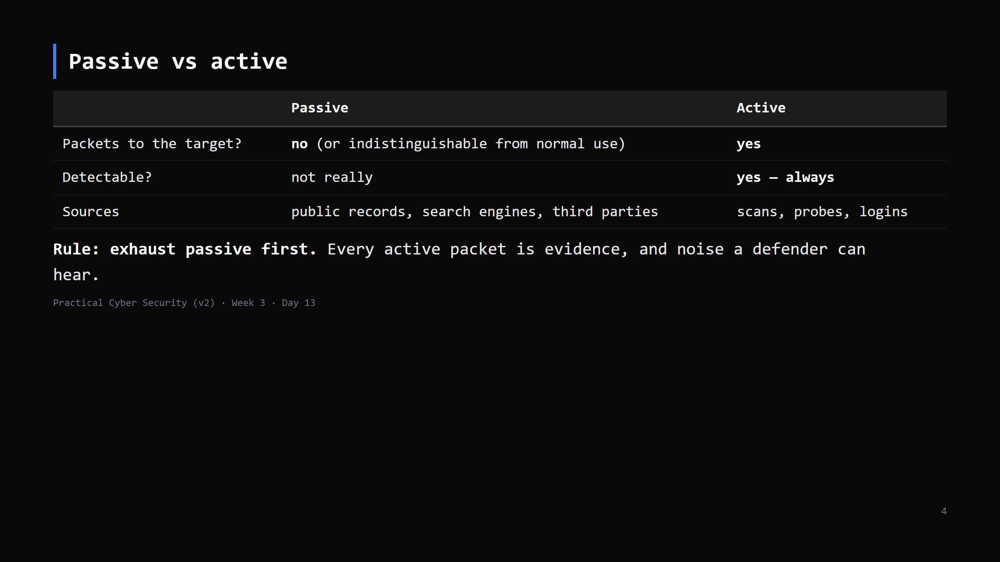 Passive vs active
Passive Active
Packets to the target? no (or indistinguishable from normal use) yes
Detectable? not really yes — always
Sources public records, search engines, third parties scans, probes, logins
Rule: exhaust passive first. Every active packet is evidence, and noise a defender can
hear.
Practical Cyber Security (v2) · Week 3 · Day 13
4